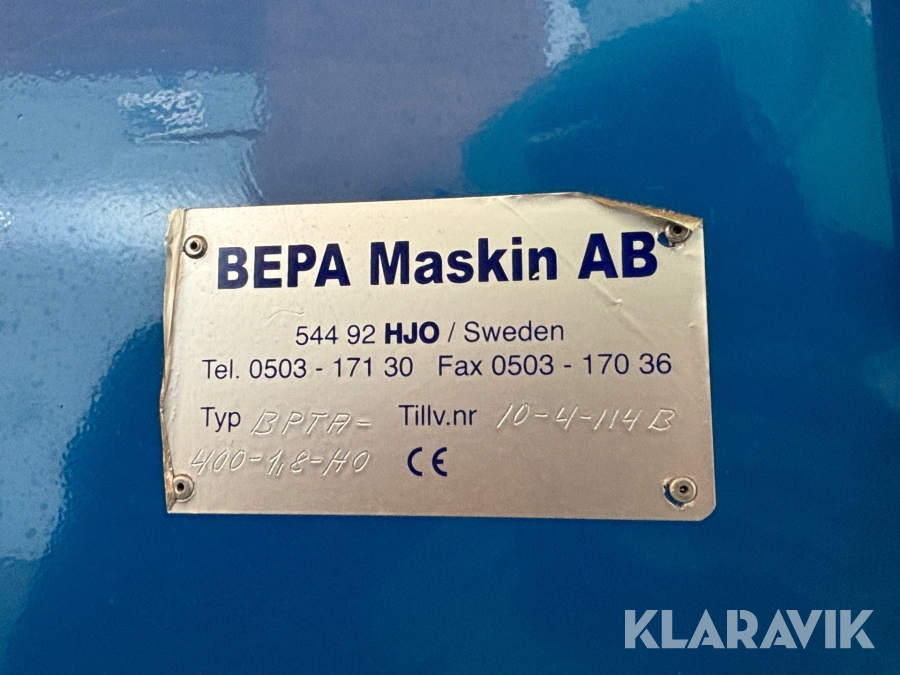 BEPA Maskin AB
544 92 HJO / Sweden
Tel. 0503 - 171 30 Fax 0503 - 170 36
Typ BPTA- Tillv.nr 10-4-114B
400-1,8-HO CE
KLARAVIK